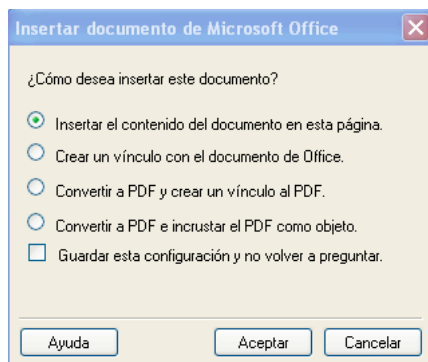 Insertar documento de Microsoft Office
¿Cómo desea insertar este documento?
Insertar el contenido del documento en esta página.
Crear un vínculo con el documento de Office.
Convertir a PDF y crear un vínculo al PDF.
Convertir a PDF e incrustar el PDF como objeto.
Guardar esta configuración y no volver a preguntar.
Ayuda Aceptar Cancelar